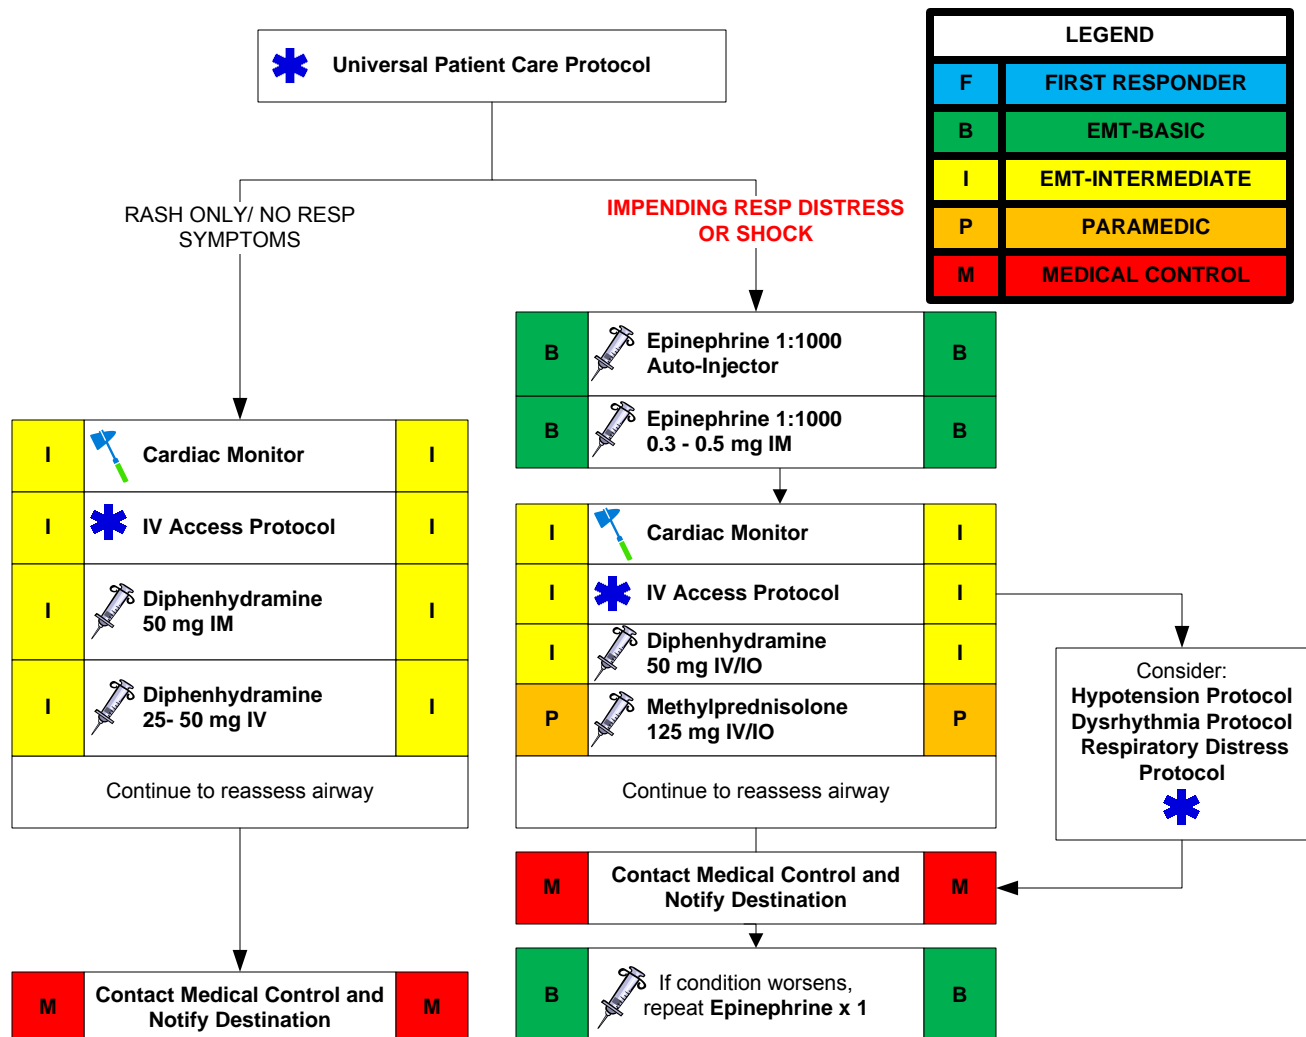 Universal Patient Care Protocol
LEGEND
F FIRST RESPONDER
B EMT-BASIC
I EMT-INTERMEDIATE
P PARAMEDIC
M MEDICAL CONTROL
RASH ONLY/ NO RESP
SYMPTOMS
IMPENDING RESP DISTRESS
OR SHOCK
I Cardiac Monitor I
I IV Access Protocol I
I Diphenhydramine
50 mg IM I
I Diphenhydramine
25- 50 mg IV I
Continue to reassess airway
M Contact Medical Control and
Notify Destination M
B Epinephrine 1:1000
Auto-Injector B
B Epinephrine 1:1000
0.3 - 0.5 mg IM B
I Cardiac Monitor I
I IV Access Protocol I
I Diphenhydramine
50 mg IV/IO I
P Methylprednisolone
125 mg IV/IO P
Continue to reassess airway
Consider:
Hypotension Protocol
Dysrhythmia Protocol
Respiratory Distress
Protocol
M Contact Medical Control and
Notify Destination M
B If condition worsens,
repeat Epinephrine x 1 B